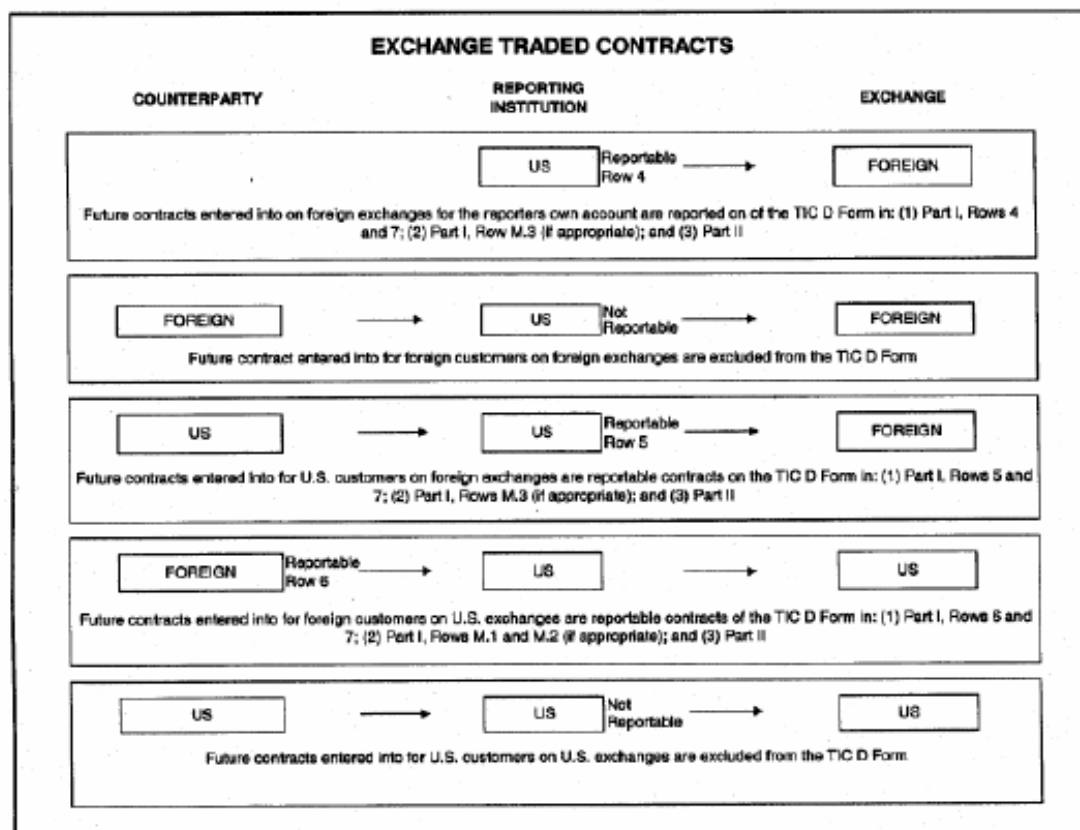 EXCHANGE TRADED CONTRACTS
COUNTERPARTY
REPORTING
INSTITUTION
EXCHANGE
US
Reportable
Row 4
FOREIGN
Future contracts entered into on foreign exchanges for the reporters own account are reported on of the TIC D Form in: (1) Part I, Rows 4
and 7; (2) Part I, Row M.3 (if appropriate); and (3) Part II
FOREIGN
US
Not
Reportable
FOREIGN
Future contract entered into for foreign customers on foreign exchanges are excluded from the TIC D Form
US
US
Reportable
Row 5
FOREIGN
Future contracts entered into for U.S. customers on foreign exchanges are reportable contracts on the TIC D Form in: (1) Part I, Rows 5 and
7; (2) Part I, Rows M.3 (if appropriate); and (3) Part II
FOREIGN
Reportable
Row 6
US
US
Future contracts entered into for foreign customers on U.S. exchanges are reportable contracts of the TIC D Form in: (1) Part I, Rows 6 and
7; (2) Part I, Rows M.1 and M.2 (if appropriate); and (3) Part II
US
US
Not
Reportable
US
Future contracts entered into for U.S. customers on U.S. exchanges are excluded from the TIC D Form